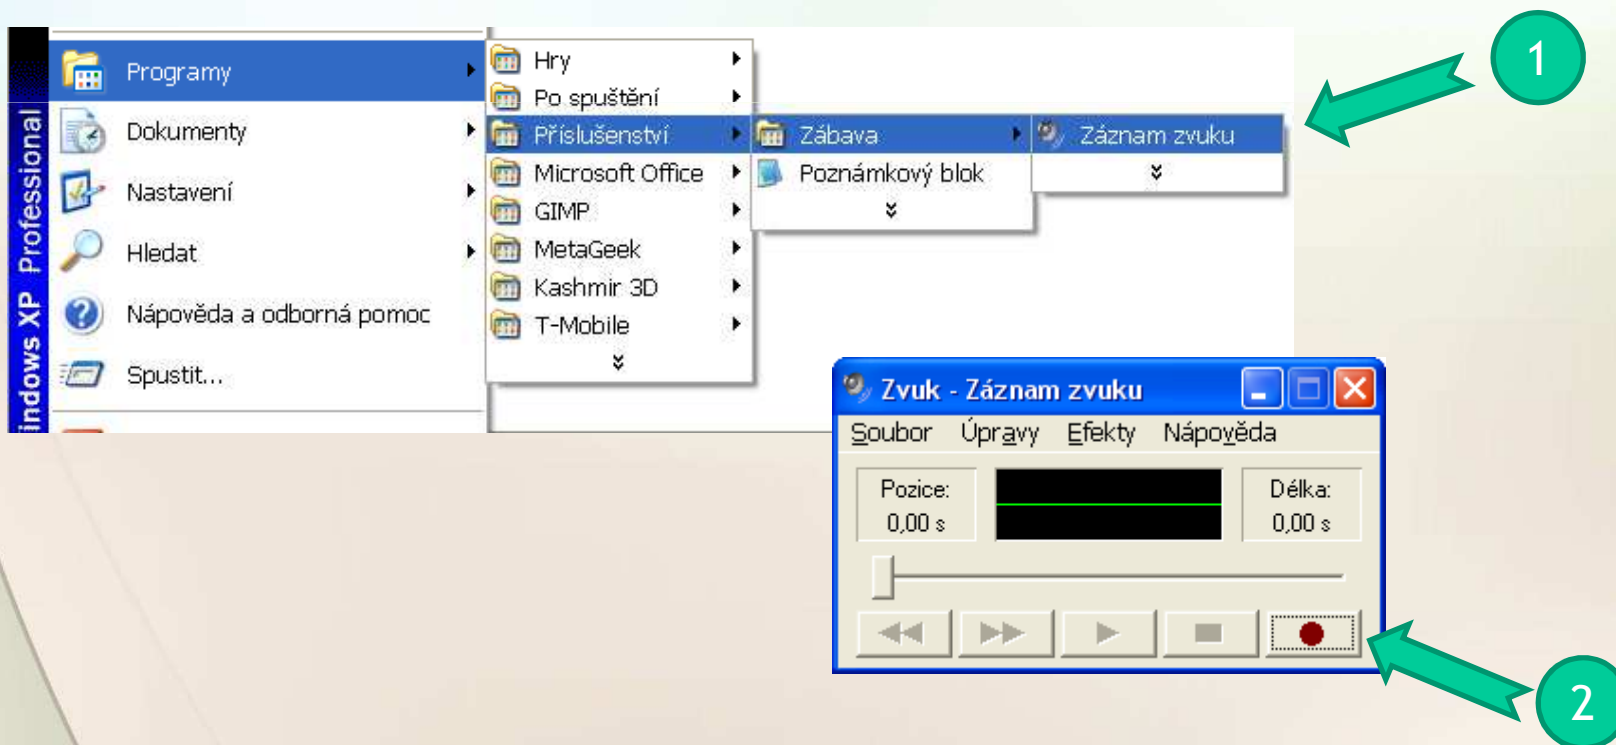 1
Windows XP Professional
Programy
Dokumenty
Nastavení
Hledat
Nápověda a odborná pomoc
Spustit...
Hry
Po spuštění
Příslušenství
Microsoft Office
GIMP
MetaGeek
Kashmir 3D
T-Mobile
Zábava
Poznámkový blok
Záznam zvuku
Zvuk - Záznam zvuku
Soubor Úpravy Efekty Nápověda
Pozice:
0,00 s
Délka:
0,00 s
2